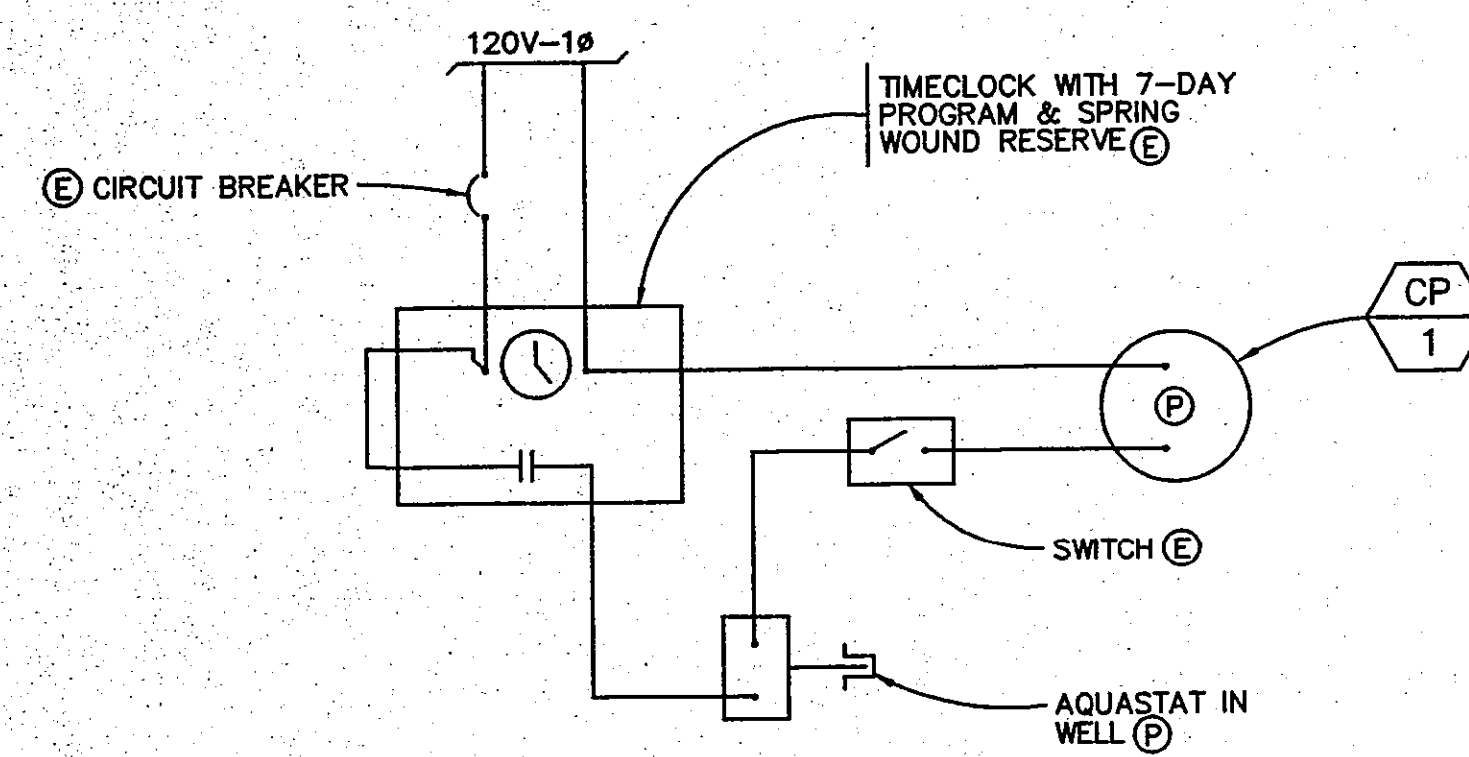 120V-1ø
TIMECLOCK WITH 7-DAY
PROGRAM & SPRING
WOUND RESERVE Ⓔ
Ⓔ CIRCUIT BREAKER
CP
1
Ⓟ
SWITCH Ⓔ
AQUASTAT IN
WELL Ⓟ